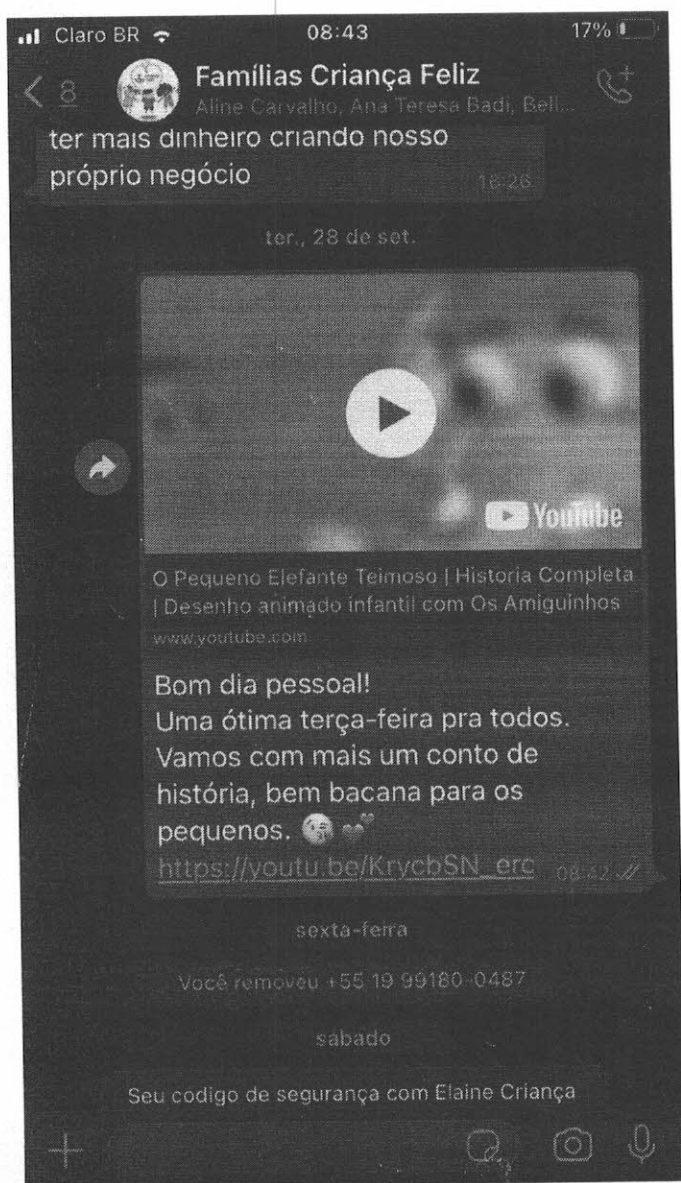 Claro BR 08:43 17%
8 Famílias Criança Feliz
Aline Carvalho, Ana Teresa Badi, Bell...
ter mais dinheiro criando nosso
próprio negócio 16:26
ter., 28 de set.
YouTube
O Pequeno Elefante Teimoso | Historia Completa
| Desenho animado infantil com Os Amiguinhos
www.youtube.com
Bom dia pessoal!
Uma ótima terça-feira pra todos.
Vamos com mais um conto de
história, bem bacana para os
pequenos. 😘 💕
https://youtu.be/KrycbSN_erc 08:42
sexta-feira
Você removeu +55 19 99180-0487
sábado
Seu codigo de segurança com Elaine Criança